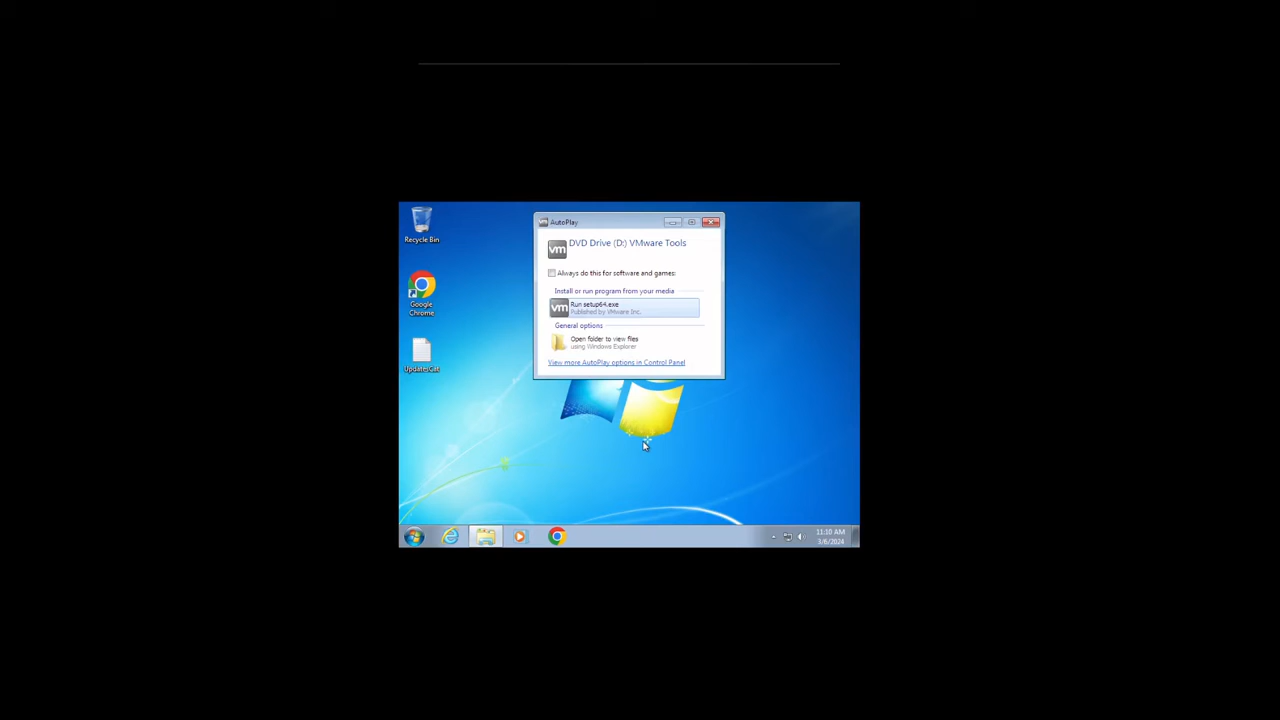 Recycle Bin
Google
Chrome
AutoPlay
vm
DVD Drive (D:) VMware Tools
Always do this for software and games:
Install or run program from your media
vm
Run setup64.exe
Published by VMware Inc.
General options
Open folder to view files
using Windows Explorer
View more AutoPlay options in Control Panel
11:10 AM
3/6/2024